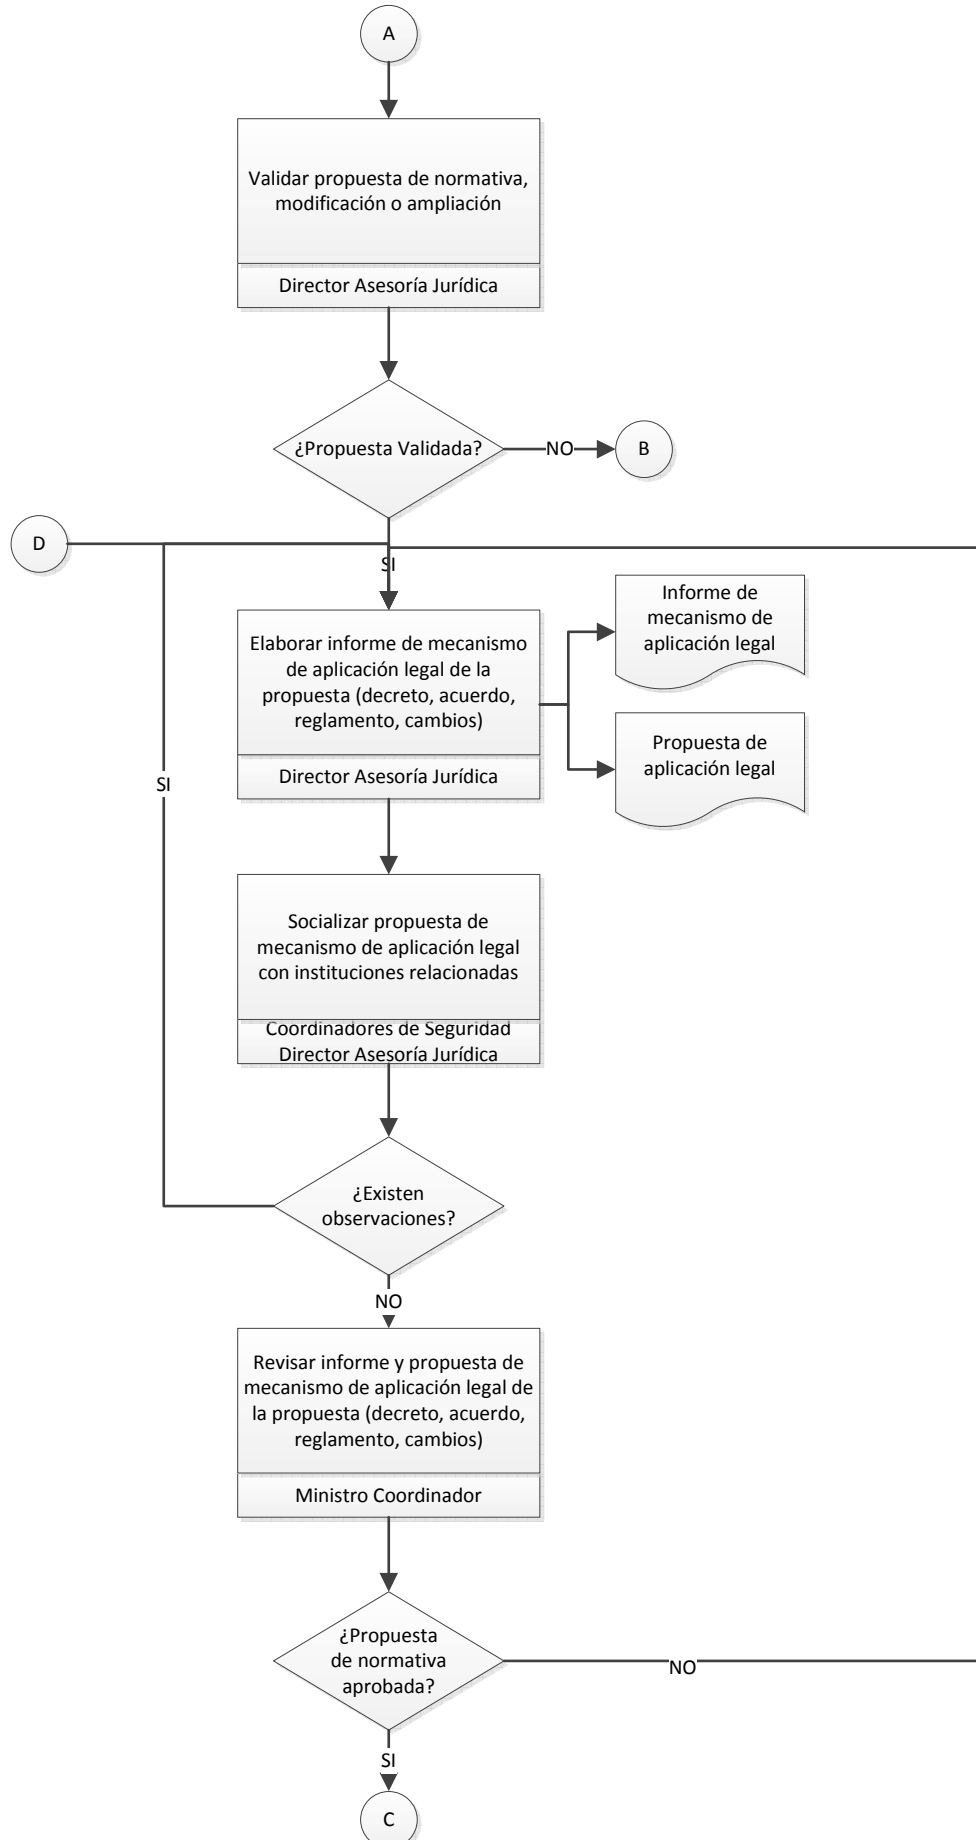 A
Validar propuesta de normativa,
modificación o ampliación
Director Asesoría Jurídica
¿Propuesta Validada?
NO
B
D
SI
Elaborar informe de mecanismo
de aplicación legal de la
propuesta (decreto, acuerdo,
reglamento, cambios)
Director Asesoría Jurídica
Informe de
mecanismo de
aplicación legal
Propuesta de
aplicación legal
SI
Socializar propuesta de
mecanismo de aplicación legal
con instituciones relacionadas
Coordinadores de Seguridad
Director Asesoría Jurídica
¿Existen
observaciones?
NO
Revisar informe y propuesta de
mecanismo de aplicación legal de
la propuesta (decreto, acuerdo,
reglamento, cambios)
Ministro Coordinador
¿Propuesta
de normativa
aprobada?
NO
SI
C